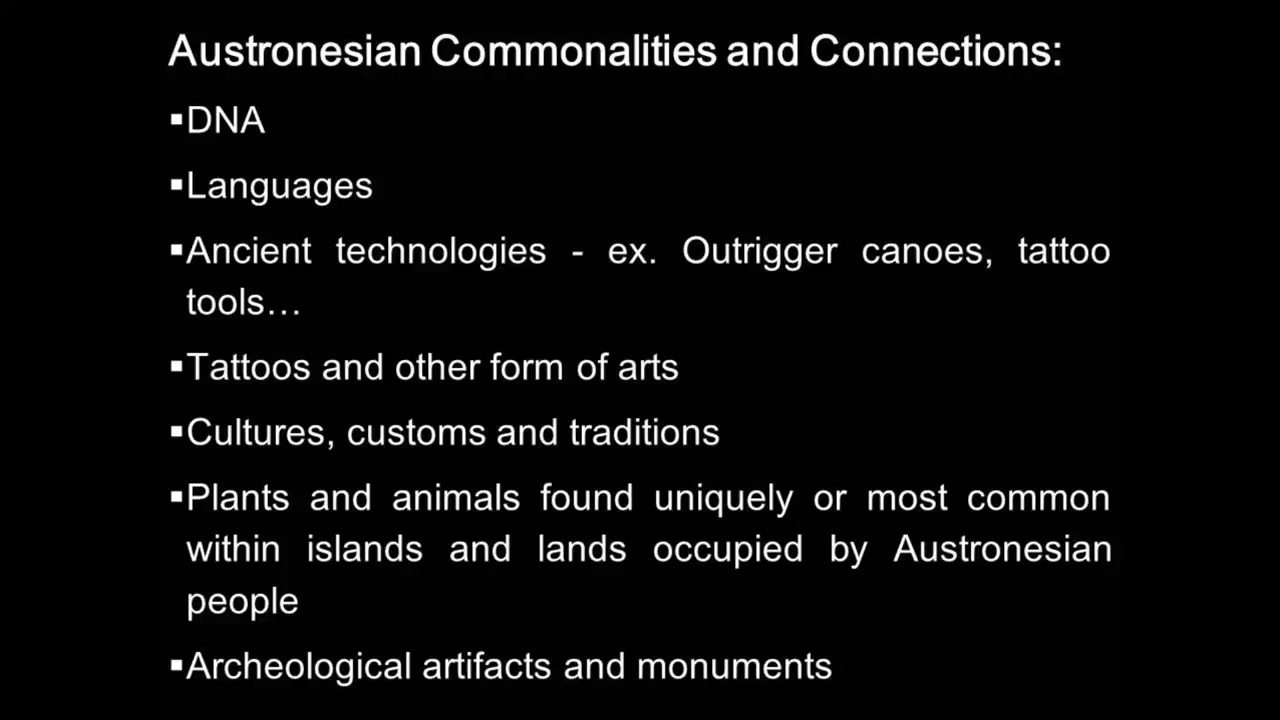 Austronesian Commonalities and Connections:
▪DNA
▪Languages
▪Ancient technologies - ex. Outrigger canoes, tattoo
tools…
▪Tattoos and other form of arts
▪Cultures, customs and traditions
▪Plants and animals found uniquely or most common
within islands and lands occupied by Austronesian
people
▪Archeological artifacts and monuments